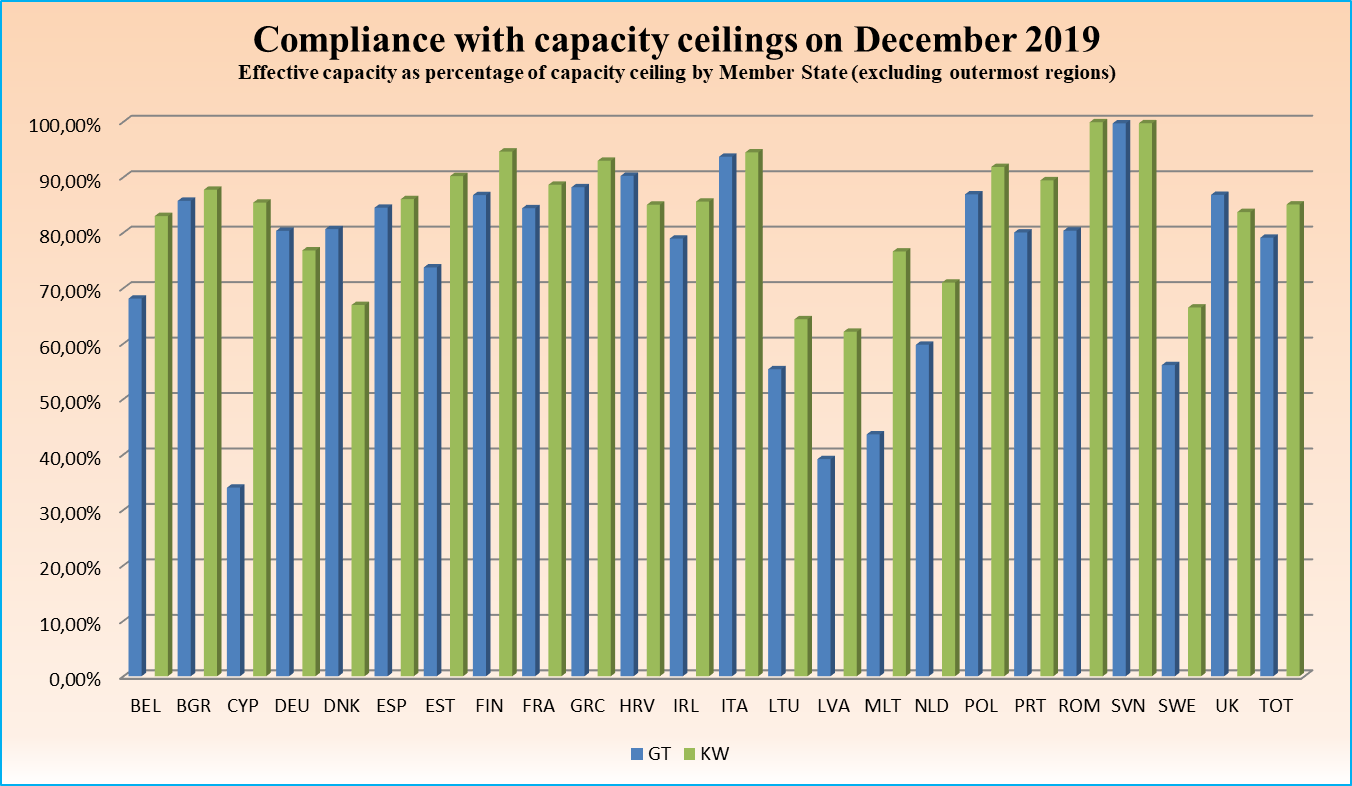 Compliance with capacity ceilings on December 2019
Effective capacity as percentage of capacity ceiling by Member State (excluding outermost regions)
100,00%
90,00%
80,00%
70,00%
60,00%
50,00%
40,00%
30,00%
20,00%
10,00%
0,00%
BEL BGR CYP DEU DNK ESP EST FIN FRA GRC HRV IRL ITA LTU LVA MLT NLD POL PRT ROM SVN SWE UK TOT
GT KW